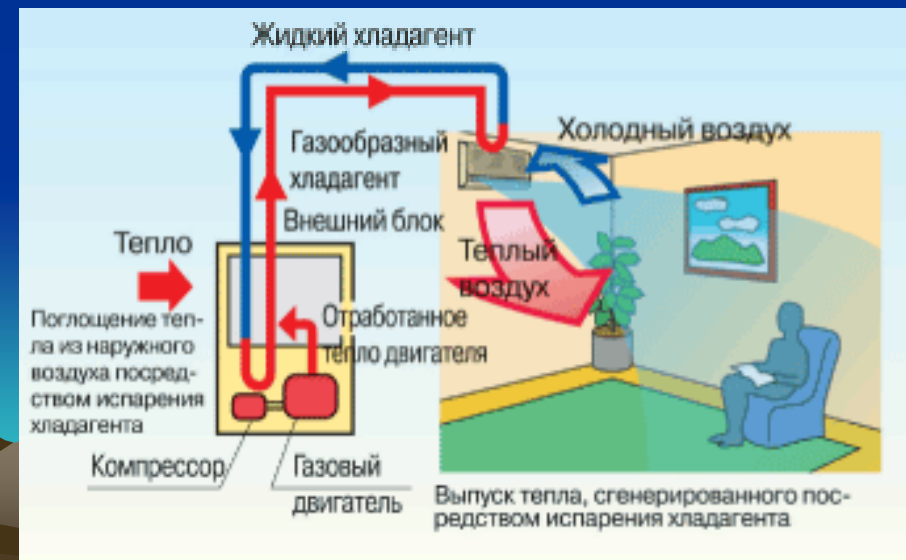 Жидкий хладагент
Холодный воздух
Газообразный
хладагент
Внешний блок
Тепло
Теплый
воздух
Поглощение теп-
ла из наружного
воздуха посред-
ством испарения
хладагента
Отработанное
тепло двигателя
Компрессор
Газовый
двигатель
Выпуск тепла, сгенерированного пос-
редством испарения хладагента